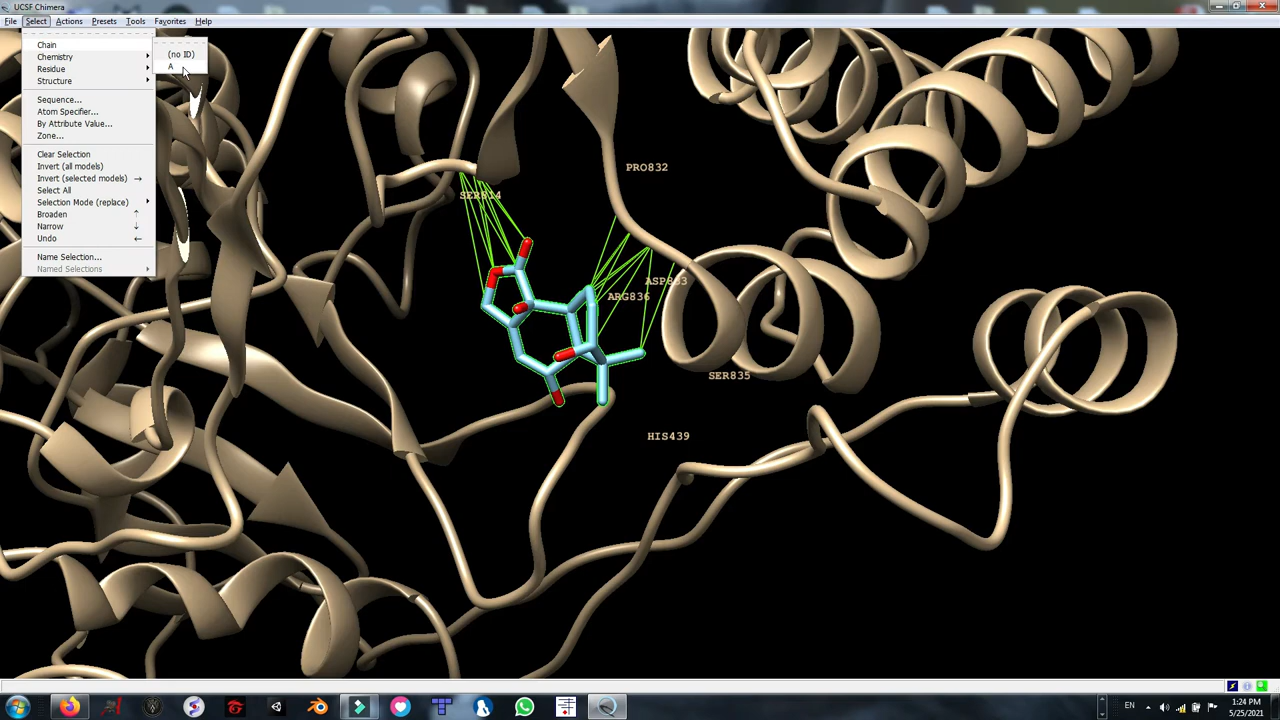 UCSF Chimera
File Select Actions Presets Tools Favorites Help
Chain
Chemistry
Residue
Structure
Sequence...
Atom Specifier...
By Attribute Value...
Zone...
Clear Selection
Invert (all models)
Invert (selected models) →
Select All
Selection Mode (replace)
Broaden ↑
Narrow ↓
Undo ←
Name Selection...
Named Selections
(no ID)
A
PRO832
SER814
ARG836
SER835
HIS439
EN
1:24 PM
5/25/2021